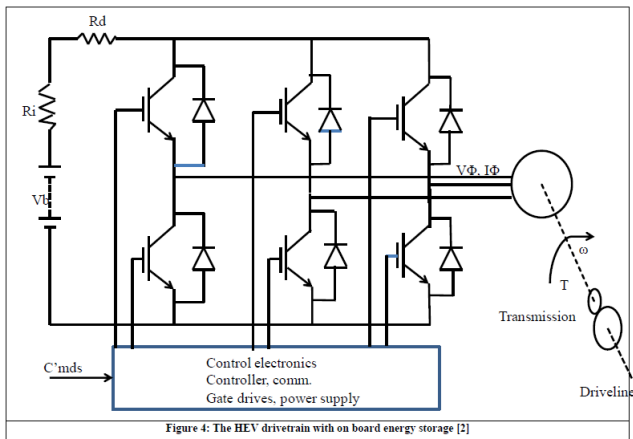 Rd
Ri
Vb
VΦ, IΦ
ω
T
Transmission
C'mds
Control electronics
Controller, comm.
Gate drives, power supply
Driveline
Figure 4: The HEV drivetrain with on board energy storage [2]